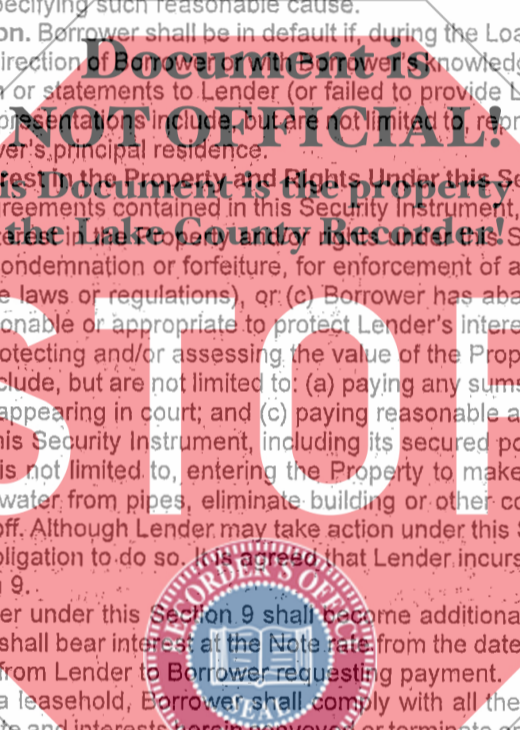 pecifying such reasonable cause.
on. Borrower shall be in default if, during the Loa
Document is
irection of Borrower or with Borrower's knowledg
n or statements to Lender (or failed to provide L
NOT OFFICIAL!
presentations include, but are not limited to, repr
ver's principal residence.
rest in the Property and Rights Under this Se
is Document is the property
reements contained in this Security Instrument,
the Lake County Recorder!
erest in the Property and/or rights under this S
ondemnation or forfeiture, for enforcement of a
e laws or regulations), or (c) Borrower has aba
onable or appropriate to protect Lender's intere
otecting and/or assessing the value of the Prop
clude, but are not limited to: (a) paying any sums
STOP
appearing in court; and (c) paying reasonable a
his Security Instrument, including its secured po
is not limited to, entering the Property to make
water from pipes, eliminate building or other co
off. Although Lender may take action under this S
bligation to do so. It is agreed that Lender incurs
n 9.
er under this Section 9 shall become additiona
shall bear interest at the Note rate from the date
from Lender to Borrower requesting payment.
a leasehold, Borrower shall comply with all the
RECORDER'S OFFICE
SEAL